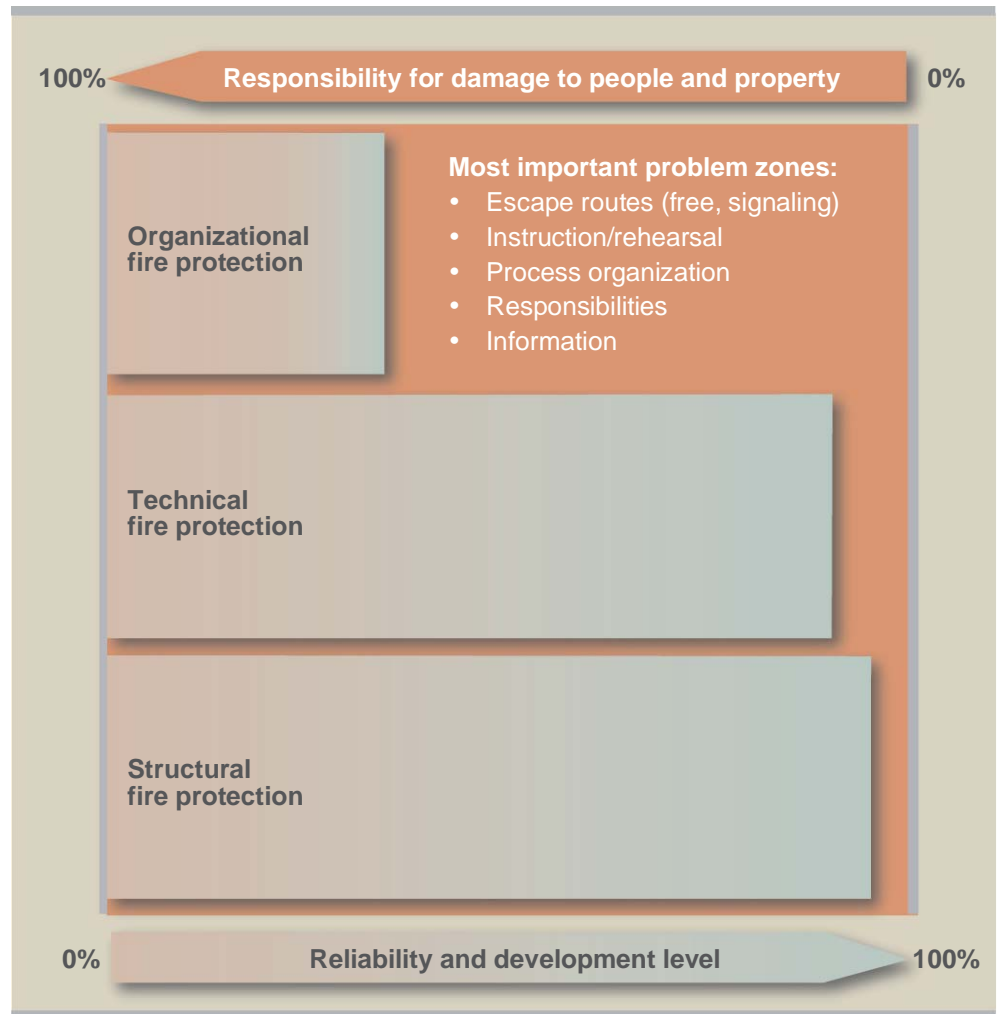 100% Responsibility for damage to people and property 0%
Most important problem zones:
• Escape routes (free, signaling)
• Instruction/rehearsal
• Process organization
• Responsibilities
• Information
Organizational
fire protection
Technical
fire protection
Structural
fire protection
0% Reliability and development level 100%